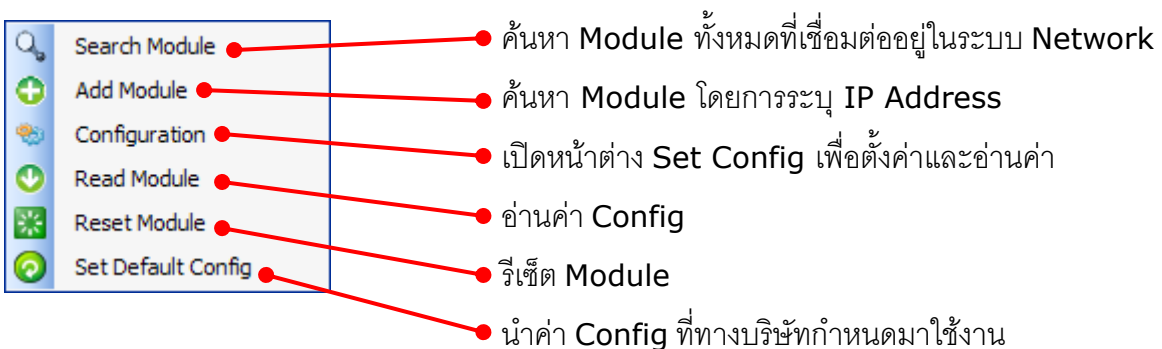 Search Module
ค้นหา Module ทั้งหมดที่เชื่อมต่ออยู่ในระบบ Network
Add Module
ค้นหา Module โดยการระบุ IP Address
Configuration
เปิดหน้าต่าง Set Config เพื่อตั้งค่าและอ่านค่า
Read Module
อ่านค่า Config
Reset Module
รีเซ็ต Module
Set Default Config
นำค่า Config ที่ทางบริษัทกำหนดมาใช้งาน